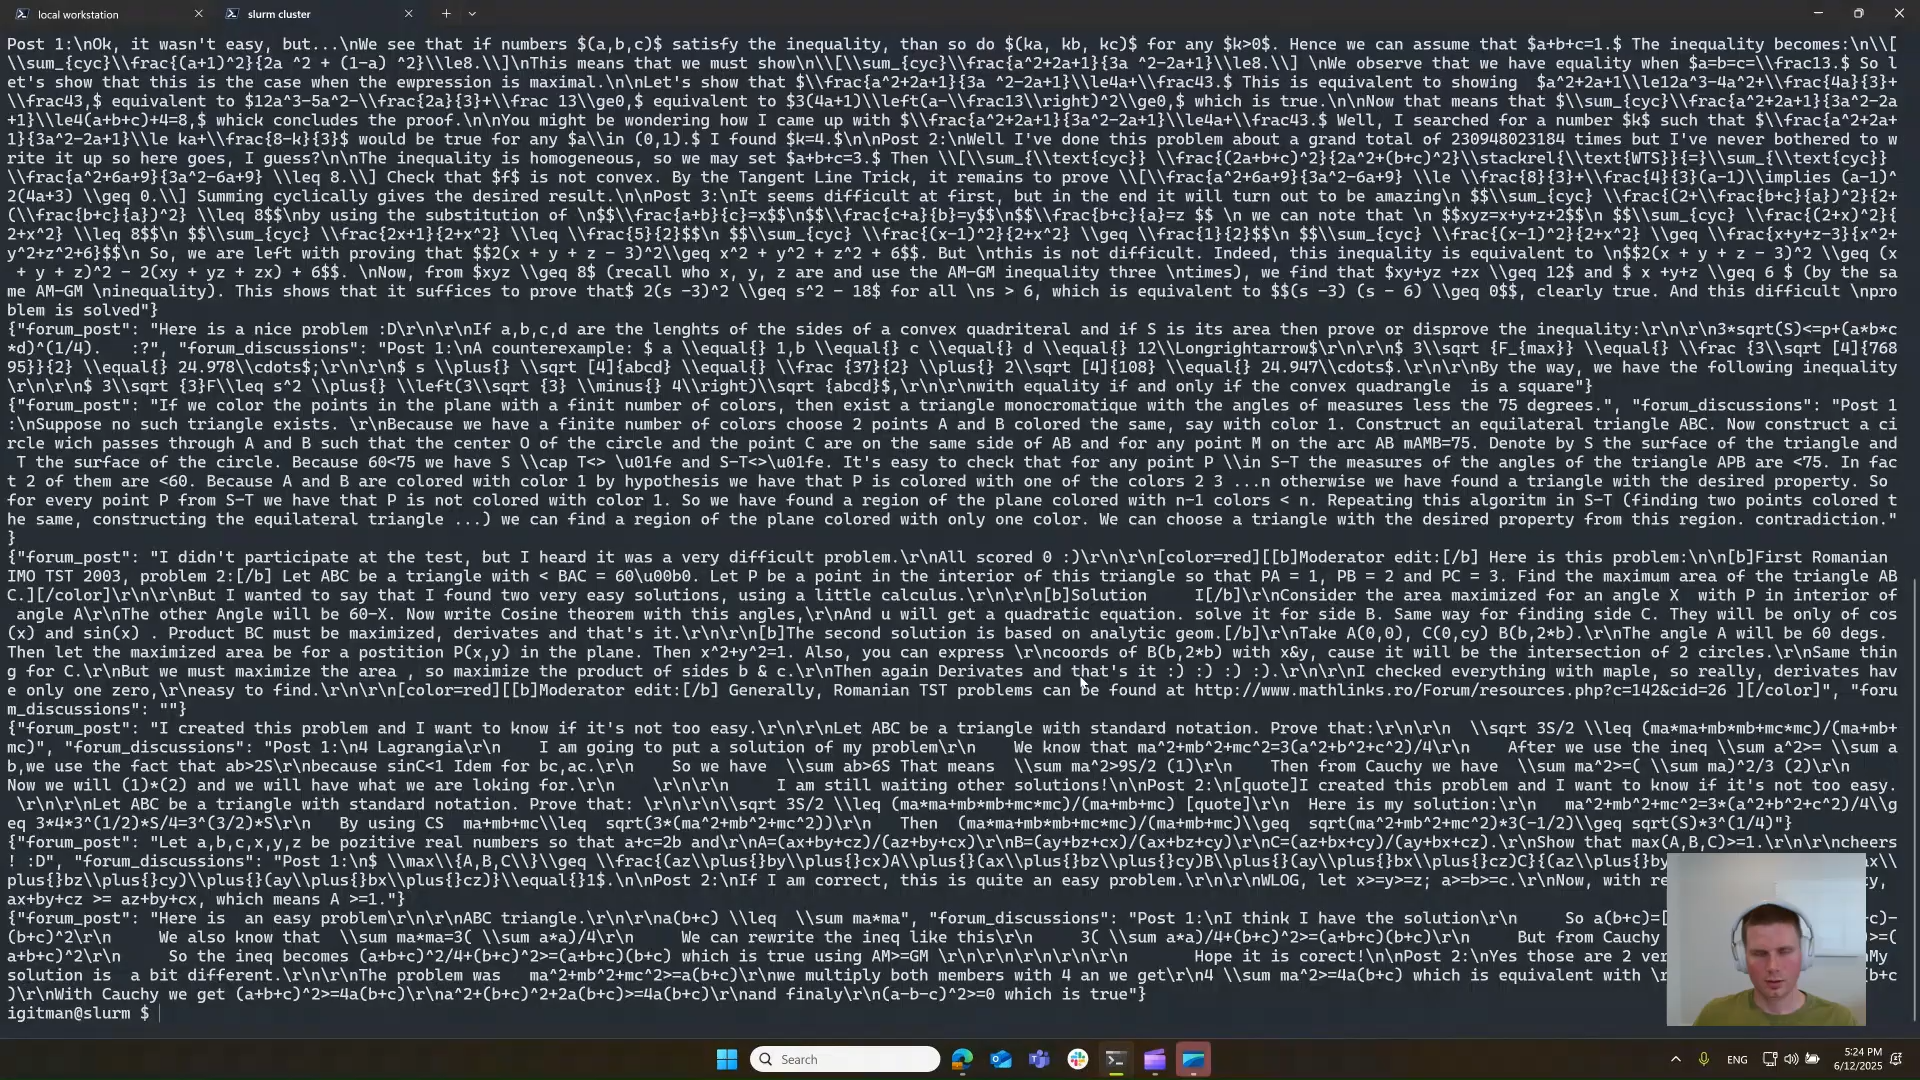 local workstation
slurm cluster
Post 1:\nOk, it wasn't easy, but...\nWe see that if numbers $(a,b,c)$ satisfy the inequality, than so do $(ka, kb, kc)$ for any $k>0$. Hence we can assume that $a+b+c=1.$ The inequality becomes:\n\\[
\\sum_{cyc}\\frac{(a+1)^2}{2a ^2 + (1-a) ^2}\\le8.\\]\nThis means that we must show\n\\[\\sum_{cyc}\\frac{a^2+2a+1}{3a ^2-2a+1}\\le8.\\] \nWe observe that we have equality when $a=b=c=\\frac13.$ So l
et's show that this is the case when the ewpression is maximal.\n\nLet's show that $\\frac{a^2+2a+1}{3a ^2-2a+1}\\le4a+\\frac43.$ This is equivalent to showing  $a^2+2a+1\\le12a^3-4a^2+\\frac{4a}{3}+
\\frac43,$ equivalent to $12a^3-5a^2-\\frac{2a}{3}+\\frac 13\\ge0,$ equivalent to $3(4a+1)\\left(a-\\frac13\\right)^2\\ge0,$ which is true.\n\nNow that means that $\\sum_{cyc}\\frac{a^2+2a+1}{3a^2-2a
+1}\\le4(a+b+c)+4=8,$ whick concludes the proof.\n\nYou might be wondering how I came up with $\\frac{a^2+2a+1}{3a^2-2a+1}\\le4a+\\frac43.$ Well, I searched for a number $k$ such that $\\frac{a^2+2a+
1}{3a^2-2a+1}\\le ka+\\frac{8-k}{3}$ would be true for any $a\\in (0,1).$ I found $k=4.$\n\nPost 2:\nWell I've done this problem about a grand total of 230948023184 times but I've never bothered to w
rite it up so here goes, I guess?\n\nThe inequality is homogeneous, so we may set $a+b+c=3.$ Then \\[\\sum_{\\text{cyc}} \\frac{(2a+b+c)^2}{2a^2+(b+c)^2}\\stackrel{\\text{WTS}}{=}\\sum_{\\text{cyc}}
\\frac{a^2+6a+9}{3a^2-6a+9} \\leq 8.\\] Check that $f$ is not convex. By the Tangent Line Trick, it remains to prove \\[\\frac{a^2+6a+9}{3a^2-6a+9} \\le \\frac{8}{3}+\\frac{4}{3}(a-1)\\implies (a-1)^
2(4a+3) \\geq 0.\\] Summing cyclically gives the desired result.\n\nPost 3:\nIt seems difficult at first, but in the end it will turn out to be amazing\n $$\\sum_{cyc} \\frac{(2+\\frac{b+c}{a})^2}{2+
(\\frac{b+c}{a})^2} \\leq 8$$\nby using the substitution of \n$$\\frac{a+b}{c}=x$$\n$$\\frac{c+a}{b}=y$$\n$$\\frac{b+c}{a}=z $$ \n we can note that \n $$xyz=x+y+z+2$$\n $$\\sum_{cyc} \\frac{(2+x)^2}{
2+x^2} \\leq 8$$\n $$\\sum_{cyc} \\frac{2x+1}{2+x^2} \\leq \\frac{5}{2}$$\n $$\\sum_{cyc} \\frac{(x-1)^2}{2+x^2} \\geq \\frac{1}{2}$$\n $$\\sum_{cyc} \\frac{(x-1)^2}{2+x^2} \\geq \\frac{x+y+z-3}{x^2+
y^2+z^2+6}$$\n So, we are left with proving that $$2(x + y + z - 3)^2\\geq x^2 + y^2 + z^2 + 6$$. But \nthis is not difficult. Indeed, this inequality is equivalent to \n$$2(x + y + z - 3)^2 \\geq (x
 + y + z)^2 - 2(xy + yz + zx) + 6$$. \nNow, from $xyz \\geq 8$ (recall who x, y, z are and use the AM-GM inequality three \ntimes), we find that $xy+yz +zx \\geq 12$ and $ x +y+z \\geq 6 $ (by the sa
me AM-GM \ninequality). This shows that it suffices to prove that$ 2(s -3)^2 \\geq s^2 - 18$ for all \ns > 6, which is equivalent to $$(s -3) (s - 6) \\geq 0$$, clearly true. And this difficult \npro
blem is solved"}
{"forum_post": "Here is a nice problem :D\r\n\r\nIf a,b,c,d are the lenghts of the sides of a convex quadriteral and if S is its area then prove or disprove the inequality:\r\n\r\n3*sqrt(S)<=p+(a*b*c
*d)^(1/4).   :?", "forum_discussions": "Post 1:\nA counterexample: $ a \\equal{} 1,b \\equal{} c \\equal{} d \\equal{} 12\\Longrightarrow$\r\n\r\n$ 3\\sqrt {F_{max}} \\equal{} \\frac {3\\sqrt [4]{768
95}}{2} \\equal{} 24.978\\cdots$;\r\n\r\n$ s \\plus{} \\sqrt [4]{abcd} \\equal{} \\frac {37}{2} \\plus{} 2\\sqrt [4]{108} \\equal{} 24.947\\cdots$.\r\n\r\nBy the way, we have the following inequality
\r\n\r\n$ 3\\sqrt {3}F\\leq s^2 \\plus{} \\left(3\\sqrt {3} \\minus{} 4\\right)\\sqrt {abcd}$,\r\n\r\nwith equality if and only if the convex quadrangle  is a square"}
{"forum_post": "If we color the points in the plane with a finit number of colors, then exist a triangle monocromatique with the angles of measures less the 75 degrees.", "forum_discussions": "Post 1
:\nSuppose no such triangle exists. \r\nBecause we have a finite number of colors choose 2 points A and B colored the same, say with color 1. Construct an equilateral triangle ABC. Now construct a ci
rcle wich passes through A and B such that the center O of the circle and the point C are on the same side of AB and for any point M on the arc AB mAMB=75. Denote by S the surface of the triangle and
 T the surface of the circle. Because 60<75 we have S \\cap T<> \u01fe and S-T<>\u01fe. It's easy to check that for any point P \\in S-T the measures of the angles of the triangle APB are <75. In fac
t 2 of them are <60. Because A and B are colored with color 1 by hypothesis we have that P is colored with one of the colors 2 3 ...n otherwise we have found a triangle with the desired property. So
for every point P from S-T we have that P is not colored with color 1. So we have found a region of the plane colored with n-1 colors < n. Repeating this algoritm in S-T (finding two points colored t
he same, constructing the equilateral triangle ...) we can find a region of the plane colored with only one color. We can choose a triangle with the desired property from this region. contradiction."
}
{"forum_post": "I didn't participate at the test, but I heard it was a very difficult problem.\r\nAll scored 0 :)\r\n\r\n[color=red][[b]Moderator edit:[/b] Here is this problem:\n\n[b]First Romanian
IMO TST 2003, problem 2:[/b] Let ABC be a triangle with < BAC = 60\u00b0. Let P be a point in the interior of this triangle so that PA = 1, PB = 2 and PC = 3. Find the maximum area of the triangle AB
C.][/color]\r\n\r\nBut I wanted to say that I found two very easy solutions, using a little calculus.\r\n\r\n[b]Solution     I[/b]\r\nConsider the area maximized for an angle X  with P in interior of
 angle A\r\nThe other Angle will be 60-X. Now write Cosine theorem with this angles,\r\nAnd u will get a quadratic equation. solve it for side B. Same way for finding side C. They will be only of cos
(x) and sin(x) . Product BC must be maximized, derivates and that's it.\r\n\r\n[b]The second solution is based on analytic geom.[/b]\r\nTake A(0,0), C(0,cy) B(b,2*b).\r\nThe angle A will be 60 degs.
Then let the maximized area be for a postition P(x,y) in the plane. Then x^2+y^2=1. Also, you can express \r\ncoords of B(b,2*b) with x&y, cause it will be the intersection of 2 circles.\r\nSame thin
g for C.\r\nBut we must maximize the area , so maximize the product of sides b & c.\r\nThen again Derivates and that's it :) :) :) :).\r\n\r\nI checked everything with maple, so really, derivates hav
e only one zero,\r\neasy to find.\r\n\r\n[color=red][[b]Moderator edit:[/b] Generally, Romanian TST problems can be found at http://www.mathlinks.ro/Forum/resources.php?c=142&cid=26 ][/color]", "foru
m_discussions": ""}
{"forum_post": "I created this problem and I want to know if it's not too easy.\r\n\r\nLet ABC be a triangle with standard notation. Prove that:\r\n\r\n  \\sqrt 3S/2 \\leq (ma*ma+mb*mb+mc*mc)/(ma+mb+
mc)", "forum_discussions": "Post 1:\n4 Lagrangia\r\n    I am going to put a solution of my problem\r\n    We know that ma^2+mb^2+mc^2=3(a^2+b^2+c^2)/4\r\n    After we use the ineq \\sum a^2>= \\sum a
b,we use the fact that ab>2S\r\nbecause sinC<1 Idem for bc,ac.\r\n    So we have  \\sum ab>6S That means  \\sum ma^2>9S/2 (1)\r\n    Then from Cauchy we have  \\sum ma^2>=( \\sum ma)^2/3 (2)\r\n
Now we will (1)*(2) and we will have what we are loking for.\r\n    \r\n\r\n    I am still waiting other solutions!\n\nPost 2:\n[quote]I created this problem and I want to know if it's not too easy.
 \r\n\r\nLet ABC be a triangle with standard notation. Prove that: \r\n\r\n\\sqrt 3S/2 \\leq (ma*ma+mb*mb+mc*mc)/(ma+mb+mc) [quote]\r\n  Here is my solution:\r\n   ma^2+mb^2+mc^2=3*(a^2+b^2+c^2)/4\\g
eq 3*4*3^(1/2)*S/4=3^(3/2)*S\r\n   By using CS  ma+mb+mc\\leq  sqrt(3*(ma^2+mb^2+mc^2))\r\n   Then  (ma*ma+mb*mb+mc*mc)/(ma+mb+mc)\\geq  sqrt(ma^2+mb^2+mc^2)*3(-1/2)\\geq sqrt(S)*3^(1/4)"}
{"forum_post": "Let a,b,c,x,y,z be pozitive real numbers so that a+c=2b and\r\nA=(ax+by+cz)/(az+by+cx)\r\nB=(ay+bz+cx)/(ax+bz+cy)\r\nC=(az+bx+cy)/(ay+bx+cz).\r\nShow that max(A,B,C)>=1.\r\n\r\ncheers
! :D", "forum_discussions": "Post 1:\n$ \\max\\{A,B,C\\}\\geq \\frac{(az\\plus{}by\\plus{}cx)A\\plus{}(ax\\plus{}bz\\plus{}cy)B\\plus{}(ay\\plus{}bx\\plus{}cz)C}{(az\\plus{}by
plus{}bz\\plus{}cy)\\plus{}(ay\\plus{}bx\\plus{}cz)}\\equal{}1$.\n\nPost 2:\nIf I am correct, this is quite an easy problem.\r\n\r\nWLOG, let x>=y>=z; a>=b>=c.\r\nNow, with
ax+by+cz >= az+by+cx, which means A >=1."}
{"forum_post": "Here is  an easy problem\r\n\r\nABC triangle.\r\n\r\na(b+c) \\leq  \\sum ma*ma", "forum_discussions": "Post 1:\nI think I have the solution\r\n      So a(b+c)=[ c)-
(b+c)^2\r\n    We also know that  \\sum ma*ma=3( \\sum a*a)/4\r\n      We can rewrite the ineq like this\r\n      3( \\sum a*a)/4+(b+c)^2>=(a+b+c)(b+c)\r\n      But from Cauchy >=(
a+b+c)^2\r\n      So the ineq becomes (a+b+c)^2/4+(b+c)^2>=(a+b+c)(b+c) which is true using AM>=GM \r\n\r\n\r\n\r\n\r\n      Hope it is corect!\n\nPost 2:\nYes those are 2 My
solution is  a bit different.\r\n\r\nThe problem was   ma^2+mb^2+mc^2>=a(b+c)\r\nwe multiply both members with 4 an we get\r\n4 \\sum ma^2>=4a(b+c) which is equivalent with (b+c
)\r\nWith Cauchy we get (a+b+c)^2>=4a(b+c)\r\na^2+(b+c)^2+2a(b+c)>=4a(b+c)\r\nand finaly\r\n(a-b-c)^2>=0 which is true"}
igitman@slurm $
Search
ENG
5:24 PM
6/12/2025